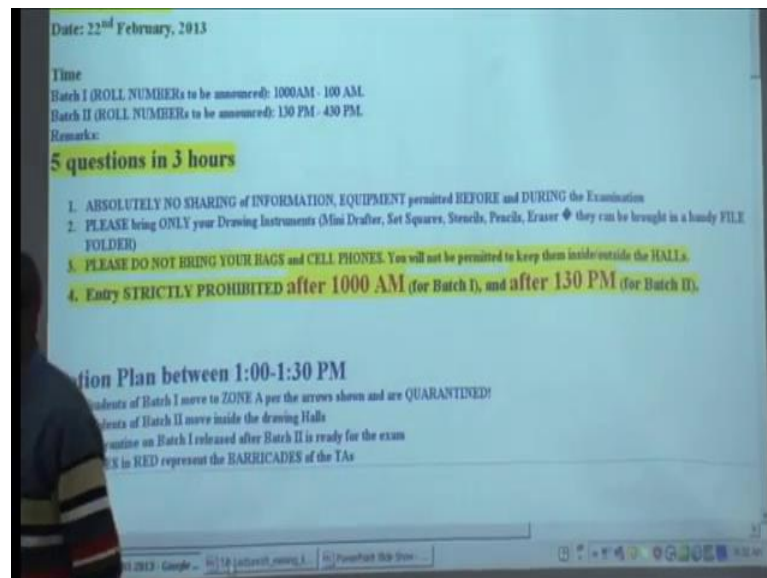 Date: 22nd February, 2013
Time
Batch I (ROLL NUMBERs to be announced): 1000AM - 100 AM.
Batch II (ROLL NUMBERs to be announced): 130 PM - 430 PM.
Remarks:
5 questions in 3 hours
1. ABSOLUTELY NO SHARING of INFORMATION, EQUIPMENT permitted BEFORE and DURING the Examination
2. PLEASE bring ONLY your Drawing Instruments (Mini Drafter, Set Squares, Stencils, Pencils, Eraser � they can be brought in a handy FILE
FOLDER)
3. PLEASE DO NOT BRING YOUR BAGS and CELL PHONES. You will not be permitted to keep them inside/outside the HALLs.
4. Entry STRICTLY PROHIBITED after 1000 AM (for Batch I), and after 130 PM (for Batch II).
tion Plan between 1:00-1:30 PM
udents of Batch I move to ZONE A per the arrows shown and are QUARANTINED!
dents of Batch II move inside the drawing Halls
rantine on Batch I released after Batch II is ready for the exam
ES in RED represent the BARRICADES of the TAs
2013 - Google PowerPoint Slide Show